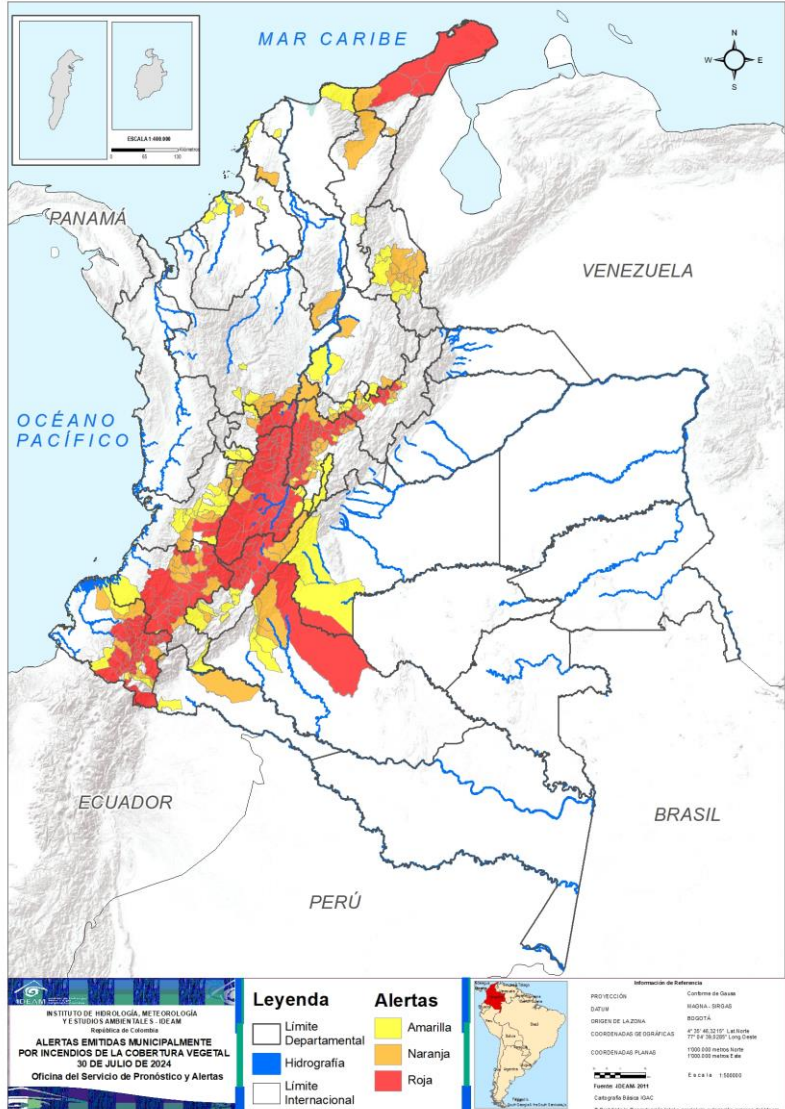 MAR CARIBE
N
W
E
S
ESCALA 1:400.000
PANAMÁ
VENEZUELA
OCÉANO
PACÍFICO
ECUADOR
BRASIL
PERÚ
IDEAM
INSTITUTO DE HIDROLOGÍA, METEOROLOGÍA
Y ESTUDIOS AMBIENTALES - IDEAM
República de Colombia
ALERTAS EMITIDAS MUNICIPALMENTE
POR INCENDIOS DE LA COBERTURA VEGETAL
30 DE JULIO DE 2024
Oficina del Servicio de Pronóstico y Alertas
Leyenda
Límite
Departamental
Hidrografía
Límite
Internacional
Alertas
Amarilla
Naranja
Roja
Información de Referencia
PROYECCIÓN Conforme de Gauss
DATUM MAGNA - SIRGAS
ORIGEN DE LA ZONA BOGOTÁ
COORDENADAS GEOGRÁFICAS
COORDENADAS PLANAS 1'000.000 metros Norte
1'000.000 metros Este
Fuente: IDEAM- 2011
Cartografía Básica IGAC